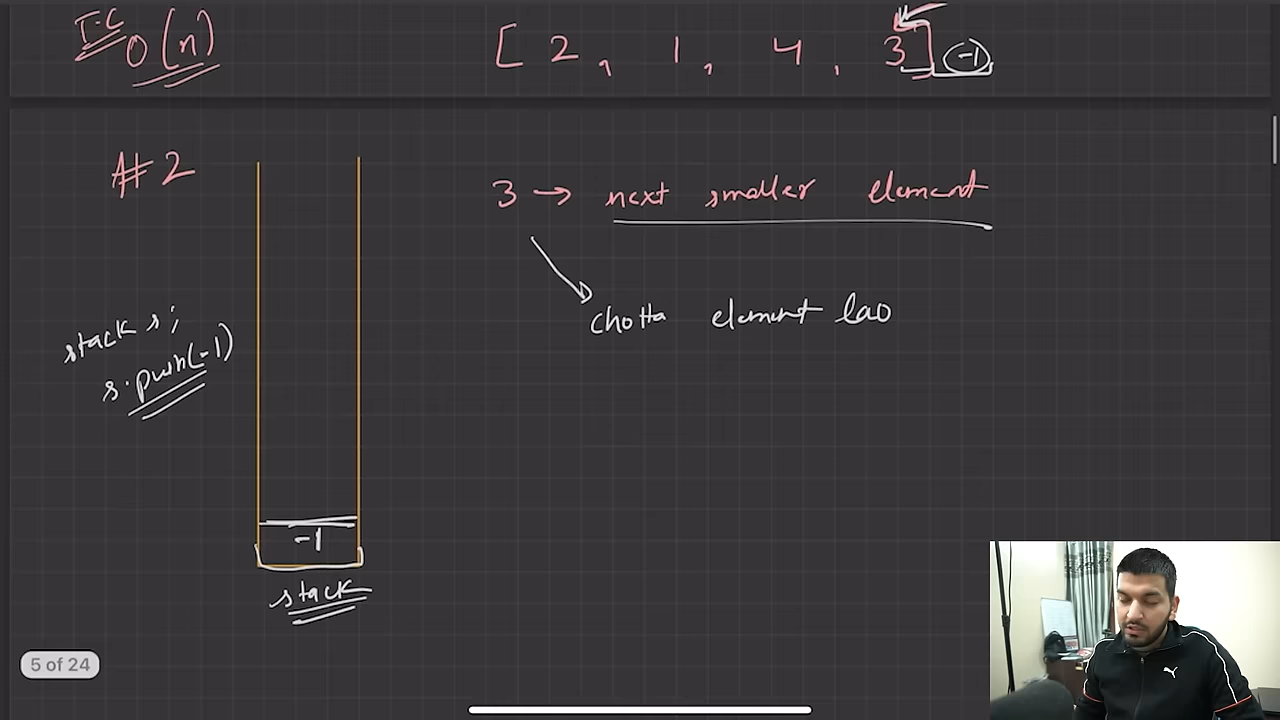 T.C
O(n)
[ 2 , 1 , 4 , 3 ] -1
A#2
3 → next smaller element
chotta element lao
stack s;
s.push(-1)
-1
stack
5 of 24